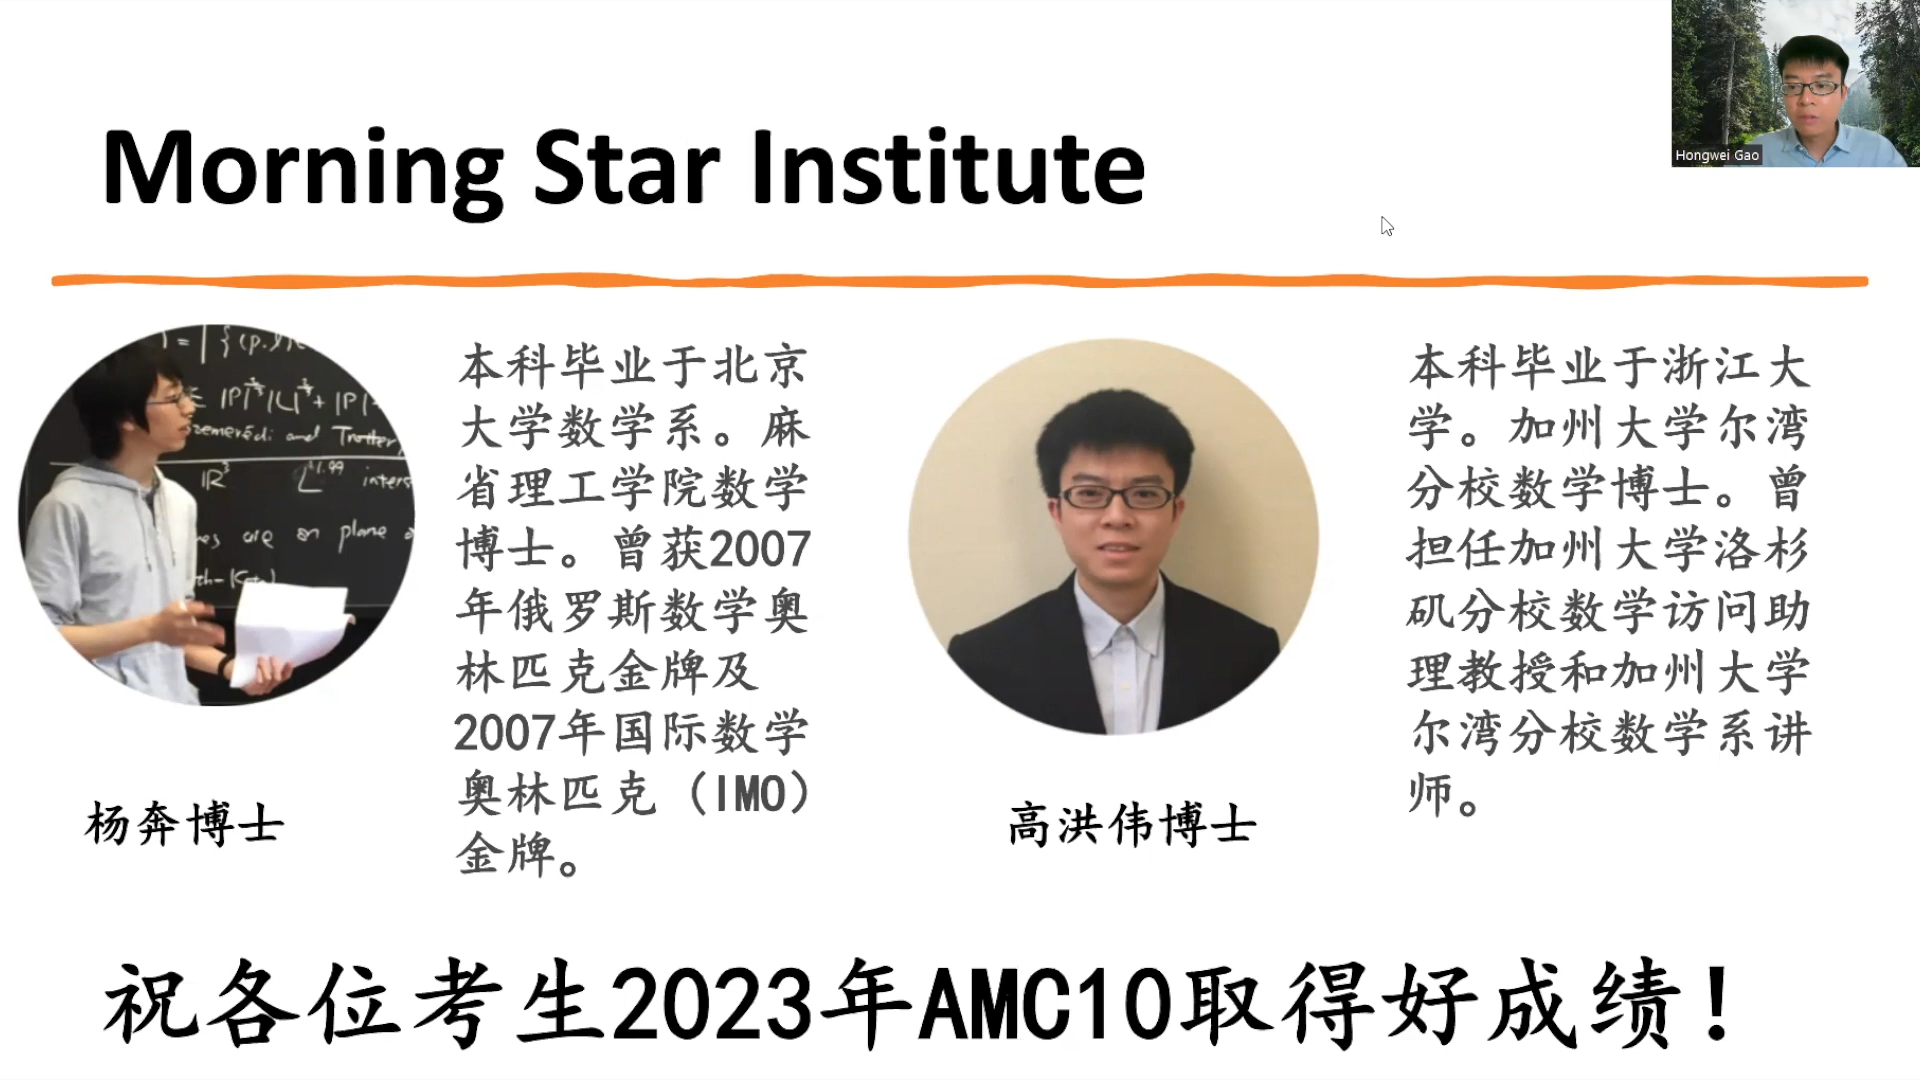 Morning Star Institute
Hongwei Gao
本科毕业于北京
大学数学系。麻
省理工学院数学
博士。曾获2007
年俄罗斯数学奥
林匹克金牌及
2007年国际数学
奥林匹克（IMO）
金牌。
杨奔博士
本科毕业于浙江大
学。加州大学尔湾
分校数学博士。曾
担任加州大学洛杉
矶分校数学访问助
理教授和加州大学
尔湾分校数学系讲
师。
高洪伟博士
祝各位考生2023年AMC10取得好成绩！